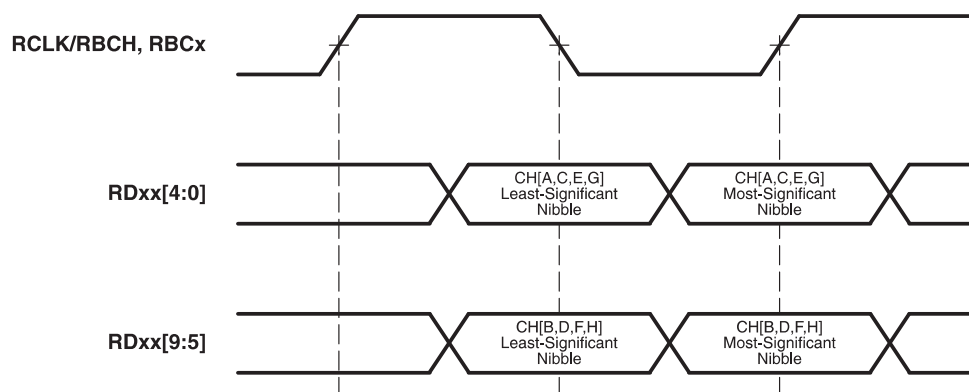 RCLK/RBCH, RBCx
RDxx[4:0]
CH[A,C,E,G]
Least-Significant
Nibble
CH[A,C,E,G]
Most-Significant
Nibble
RDxx[9:5]
CH[B,D,F,H]
Least-Significant
Nibble
CH[B,D,F,H]
Most-Significant
Nibble